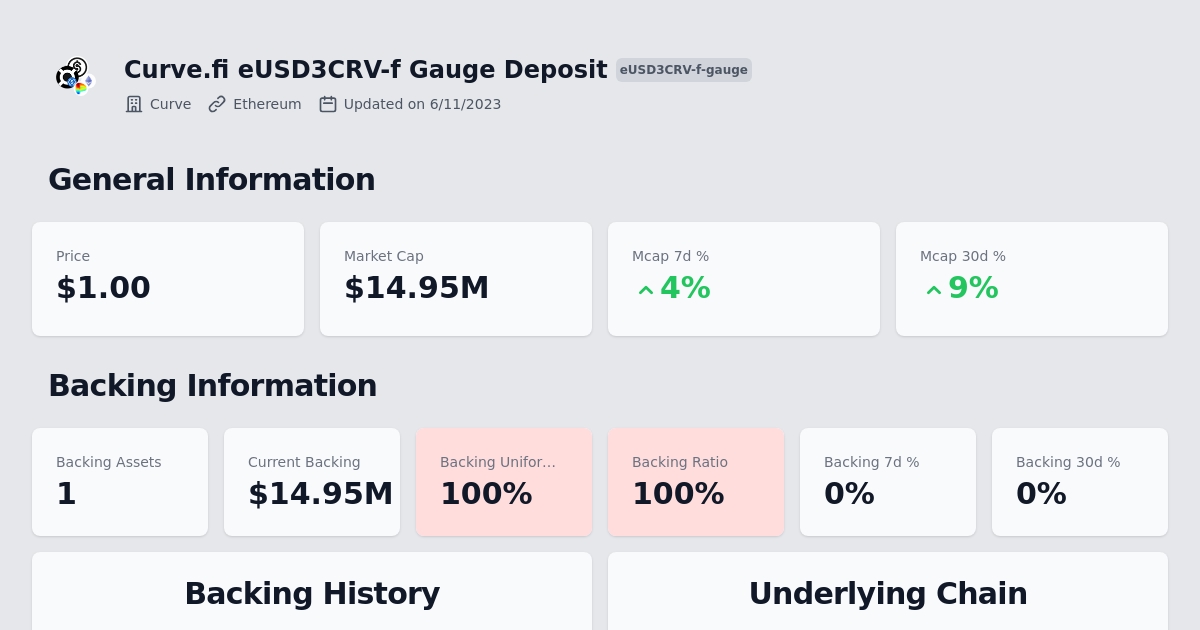 Curve.fi eUSD3CRV-f Gauge Deposit eUSD3CRV-f-gauge
Curve Ethereum Updated on 6/11/2023
General Information
Price Market Cap Mcap 7d % Mcap 30d %
$1.00 $14.95M 4% 9%
Backing Information
Backing Assets Current Backing Backing Unifor... Backing Ratio Backing 7d % Backing 30d %
1 $14.95M 100% 100% 0% 0%
Backing History Underlying Chain